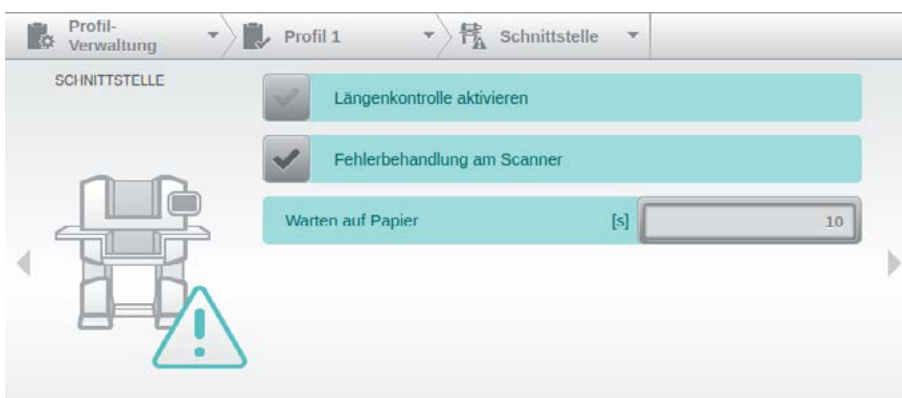 Profil-
Verwaltung
Profil 1
Schnittstelle
SCHNITTSTELLE
Längenkontrolle aktivieren
Fehlerbehandlung am Scanner
Warten auf Papier [s] 10